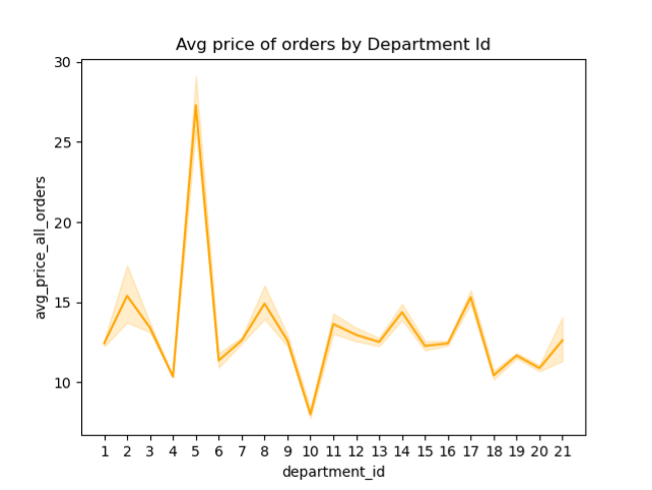 Avg price of orders by Department Id
30
25
20
15
10
avg_price_all_orders
1 2 3 4 5 6 7 8 9 10 11 12 13 14 15 16 17 18 19 20 21
department_id